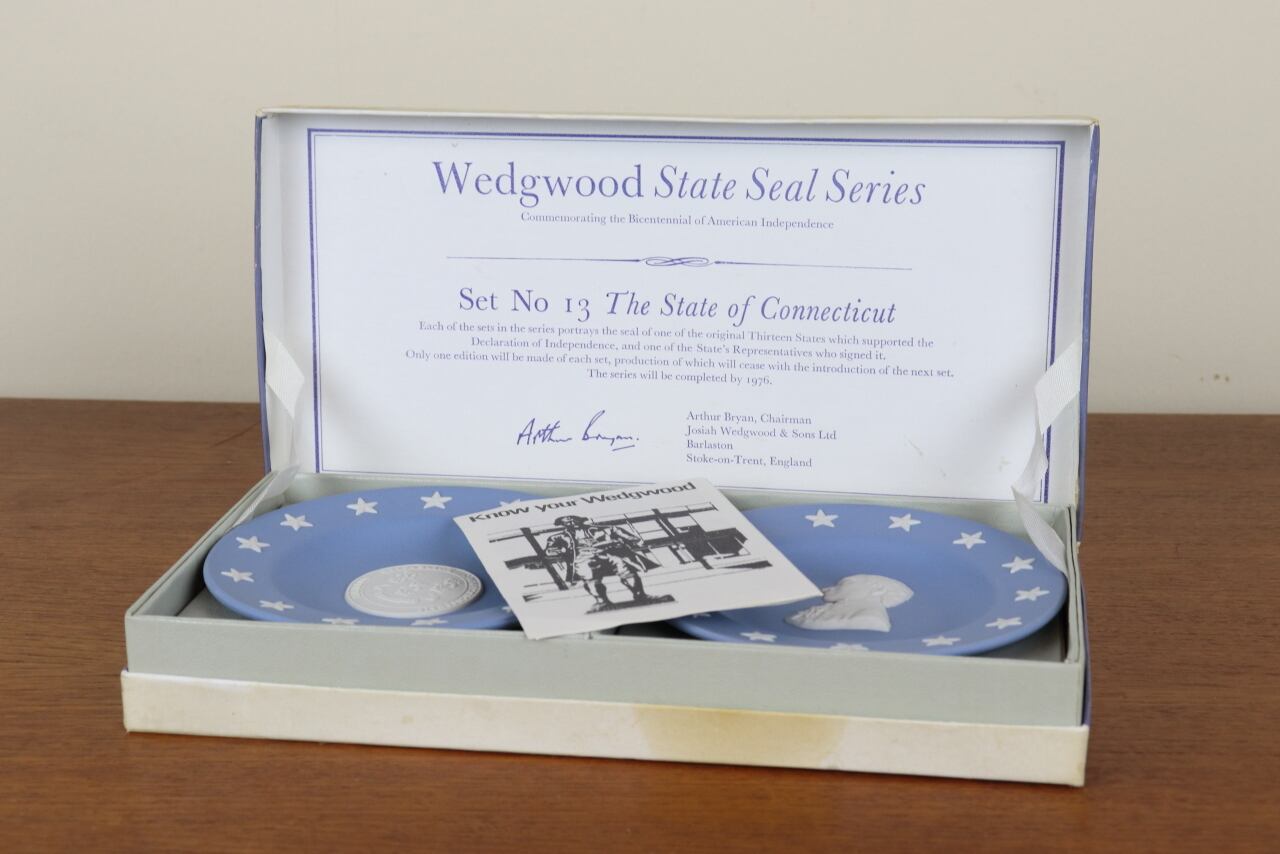 Wedgwood State Seal Series
Commemorating the Bicentennial of American Independence
Set No 13 The State of Connecticut
Each of the sets in the series portrays the seal of one of the original Thirteen States which supported the
Declaration of Independence, and one of the State's Representatives who signed it.
Only one edition will be made of each set, production of which will cease with the introduction of the next set.
The series will be completed by 1976.
Arthur Bryan.
Arthur Bryan, Chairman
Josiah Wedgwood & Sons Ltd
Barlaston
Stoke-on-Trent, England
Know your Wedgwood